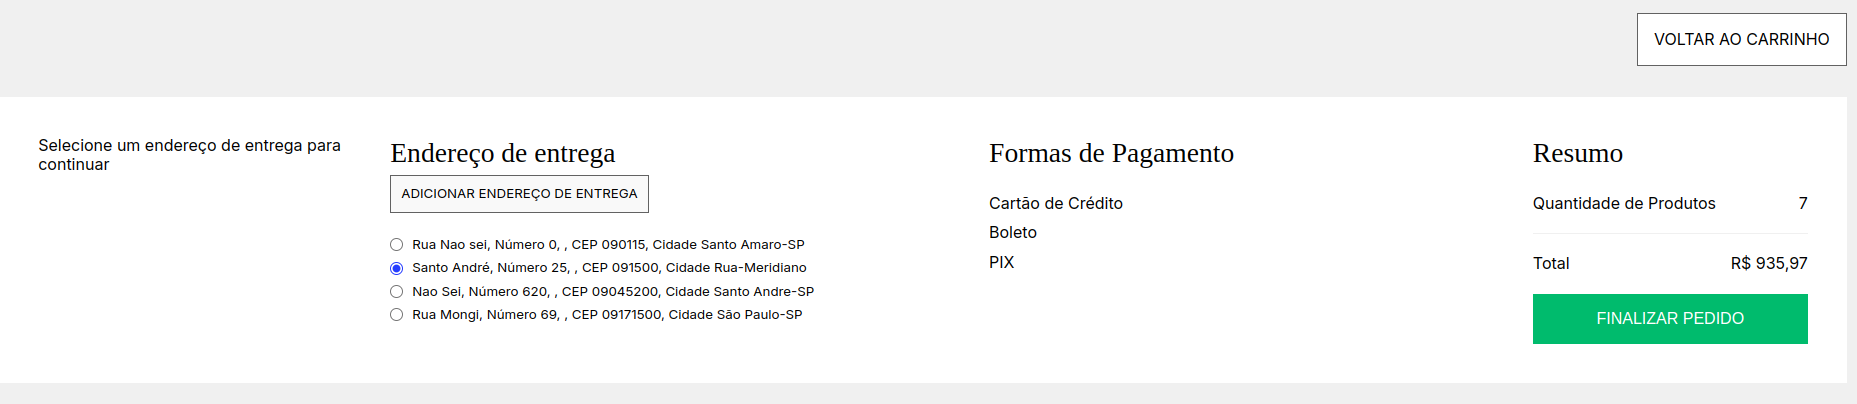 VOLTAR AO CARRINHO
Selecione um endereço de entrega para
continuar
Endereço de entrega
ADICIONAR ENDEREÇO DE ENTREGA
Rua Nao sei, Número 0, , CEP 090115, Cidade Santo Amaro-SP
Santo André, Número 25, , CEP 091500, Cidade Rua-Meridiano
Nao Sei, Número 620, , CEP 09045200, Cidade Santo Andre-SP
Rua Mongi, Número 69, , CEP 09171500, Cidade São Paulo-SP
Formas de Pagamento
Cartão de Crédito
Boleto
PIX
Resumo
Quantidade de Produtos 7
Total R$ 935,97
FINALIZAR PEDIDO